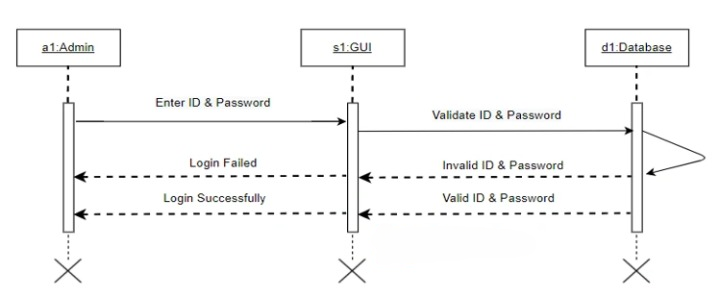 a1:Admin
s1:GUI
d1:Database
Enter ID & Password
Validate ID & Password
Login Failed
Invalid ID & Password
Login Successfully
Valid ID & Password